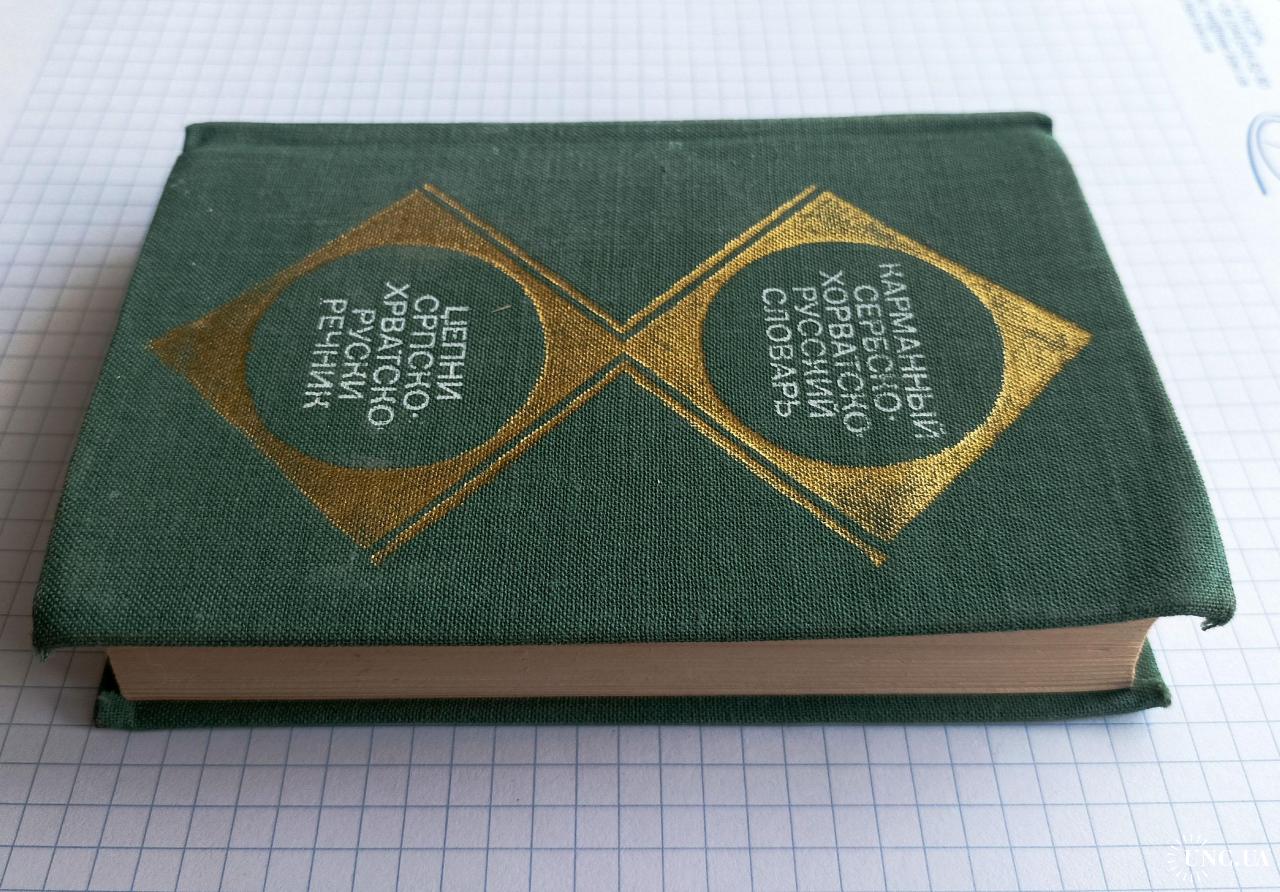 КАРМАННЫЙ
СЕРБСКО-
ХОРВАТСКО-
РУССКИЙ
СЛОВАРЬ
ЏЕПНИ
СРПСКО-
ХРВАТСКО-
РУСКИ
РЕЧНИК
UNC.UA